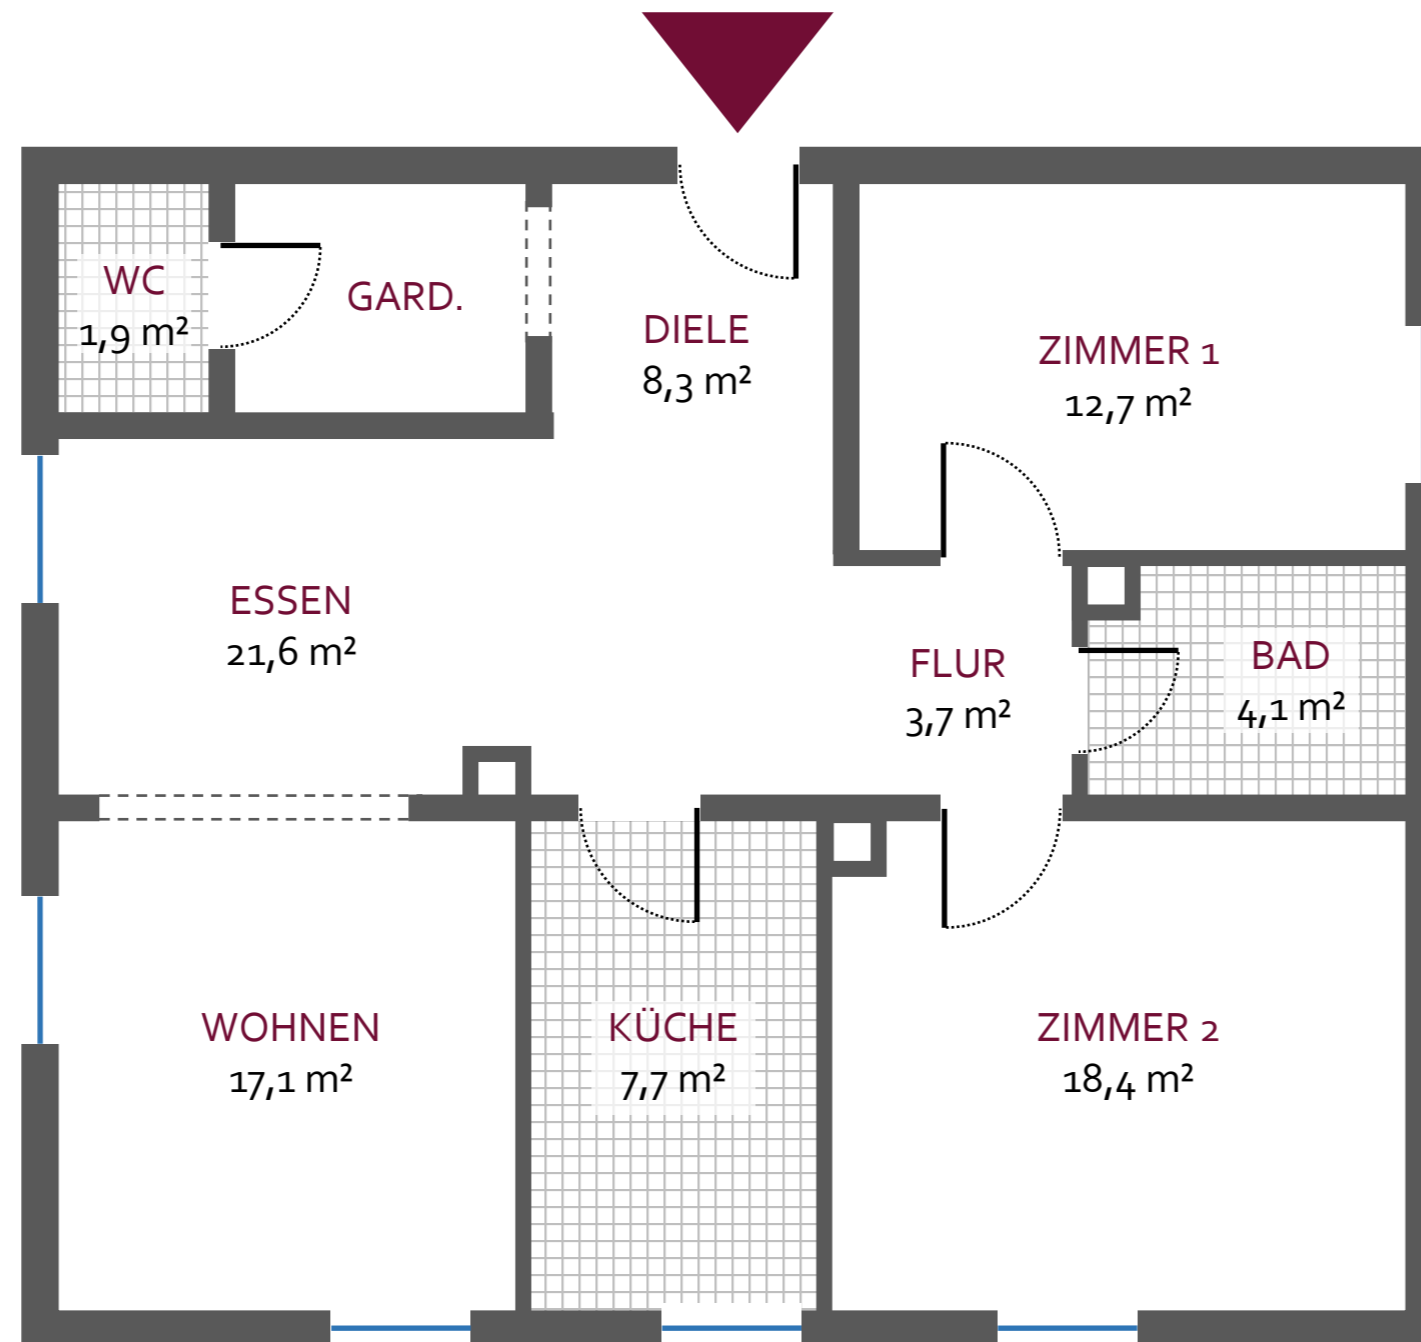 WC
1,9 m²
GARD.
DIELE
8,3 m²
ZIMMER 1
12,7 m²
ESSEN
21,6 m²
FLUR
3,7 m²
BAD
4,1 m²
WOHNEN
17,1 m²
KÜCHE
7,7 m²
ZIMMER 2
18,4 m²